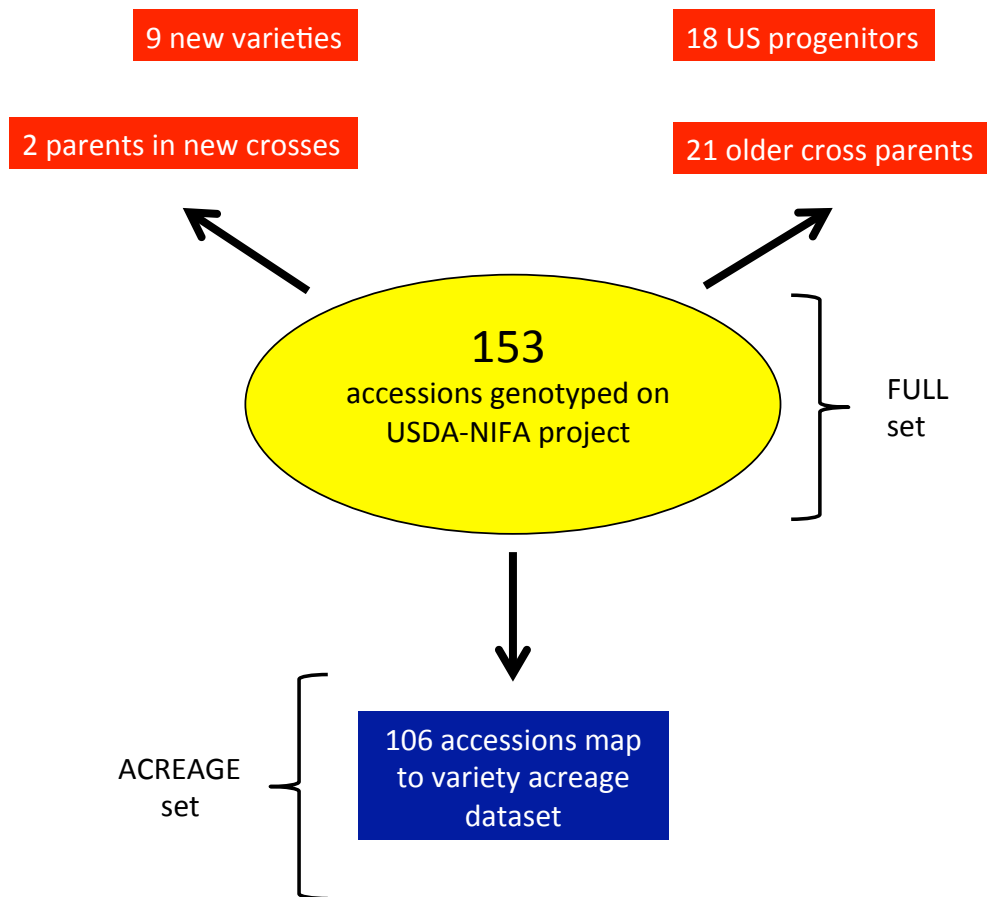 9 new varieties
18 US progenitors
2 parents in new crosses
21 older cross parents
153
accessions genotyped on
USDA-NIFA project
FULL
set
ACREAGE
set
106 accessions map
to variety acreage
dataset